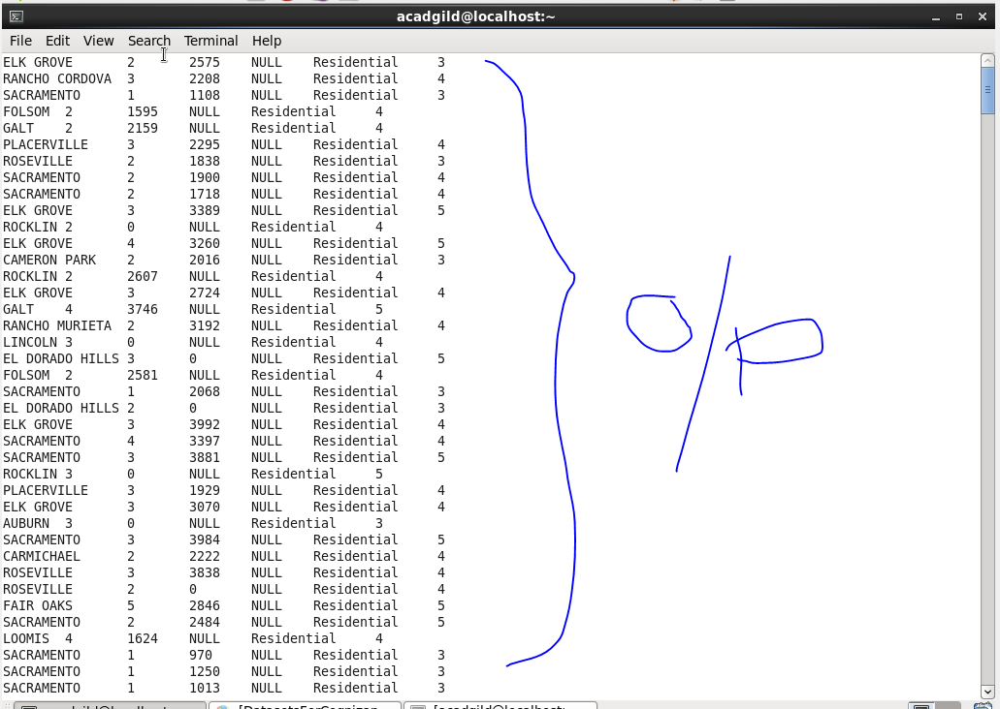 acadgild@localhost:~
File Edit View Search Terminal Help
ELK GROVE 2 2575 NULL Residential 3
RANCHO CORDOVA 3 2208 NULL Residential 4
SACRAMENTO 1 1108 NULL Residential 3
FOLSOM 2 1595 NULL Residential 4
GALT 2 2159 NULL Residential 4
PLACERVILLE 3 2295 NULL Residential 4
ROSEVILLE 2 1838 NULL Residential 3
SACRAMENTO 2 1900 NULL Residential 4
SACRAMENTO 2 1718 NULL Residential 4
ELK GROVE 3 3389 NULL Residential 5
ROCKLIN 2 0 NULL Residential 4
ELK GROVE 4 3260 NULL Residential 5
CAMERON PARK 2 2016 NULL Residential 3
ROCKLIN 2 2607 NULL Residential 4
ELK GROVE 3 2724 NULL Residential 4
GALT 4 3746 NULL Residential 5
RANCHO MURIETA 2 3192 NULL Residential 4
LINCOLN 3 0 NULL Residential 4
EL DORADO HILLS 3 0 NULL Residential 5
FOLSOM 2 2581 NULL Residential 4
SACRAMENTO 1 2068 NULL Residential 3
EL DORADO HILLS 2 0 NULL Residential 3
ELK GROVE 3 3992 NULL Residential 4
SACRAMENTO 4 3397 NULL Residential 4
SACRAMENTO 3 3881 NULL Residential 5
ROCKLIN 3 0 NULL Residential 5
PLACERVILLE 3 1929 NULL Residential 4
ELK GROVE 3 3070 NULL Residential 4
AUBURN 3 0 NULL Residential 3
SACRAMENTO 3 3984 NULL Residential 5
CARMICHAEL 2 2222 NULL Residential 4
ROSEVILLE 3 3838 NULL Residential 4
ROSEVILLE 2 0 NULL Residential 4
FAIR OAKS 5 2846 NULL Residential 5
SACRAMENTO 2 2484 NULL Residential 5
LOOMIS 4 1624 NULL Residential 4
SACRAMENTO 1 970 NULL Residential 3
SACRAMENTO 1 1250 NULL Residential 3
SACRAMENTO 1 1013 NULL Residential 3
O/P